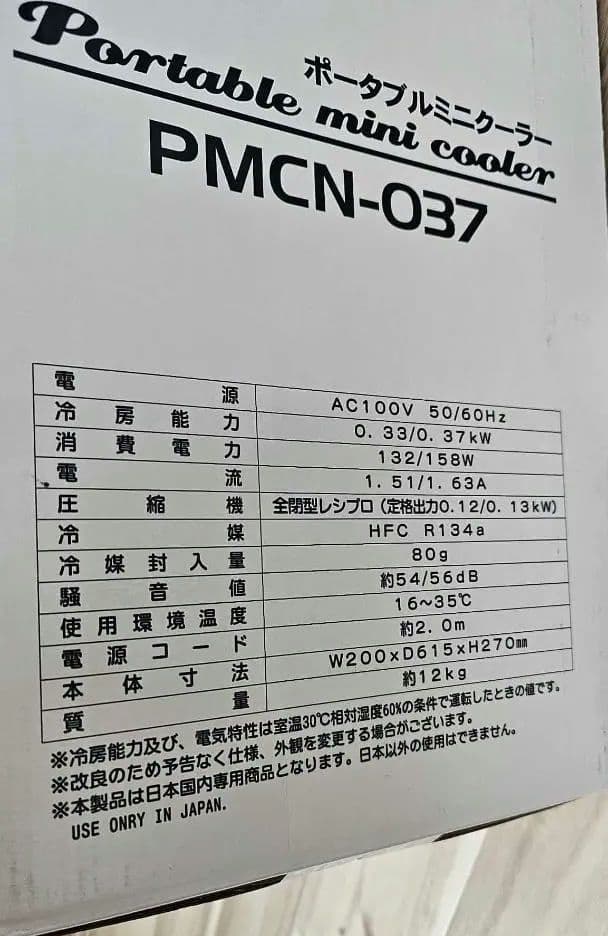 ポータブルミニクーラー
Portable mini cooler
PMCN-037
電源 AC100V 50/60Hz
冷房能力 0.33/0.37kW
消費電力 132/158W
電流 1.51/1.63A
圧縮機 全閉型レシプロ（定格出力0.12/0.13kW）
冷媒 HFC R134a
冷媒封入量 80g
騒音値 約54/56dB
使用環境温度 16～35℃
電源コード 約2.0m
本体寸法 W200×D615×H270mm
質量 約12kg
※冷房能力及び、電気特性は室温30℃相対湿度60%の条件で運転したときの値です。
※改良のため予告なく仕様、外観を変更する場合がございます。
※本製品は日本国内専用商品となります。日本以外の使用はできません。
USE ONRY IN JAPAN.